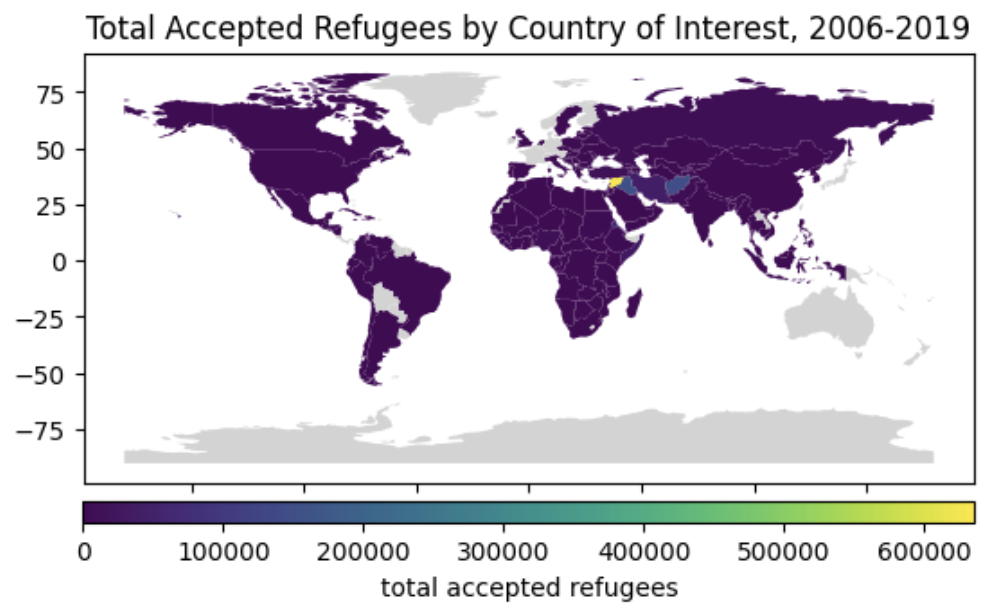 Total Accepted Refugees by Country of Interest, 2006-2019
75
50
25
0
−25
−50
−75
0 100000 200000 300000 400000 500000 600000
total accepted refugees